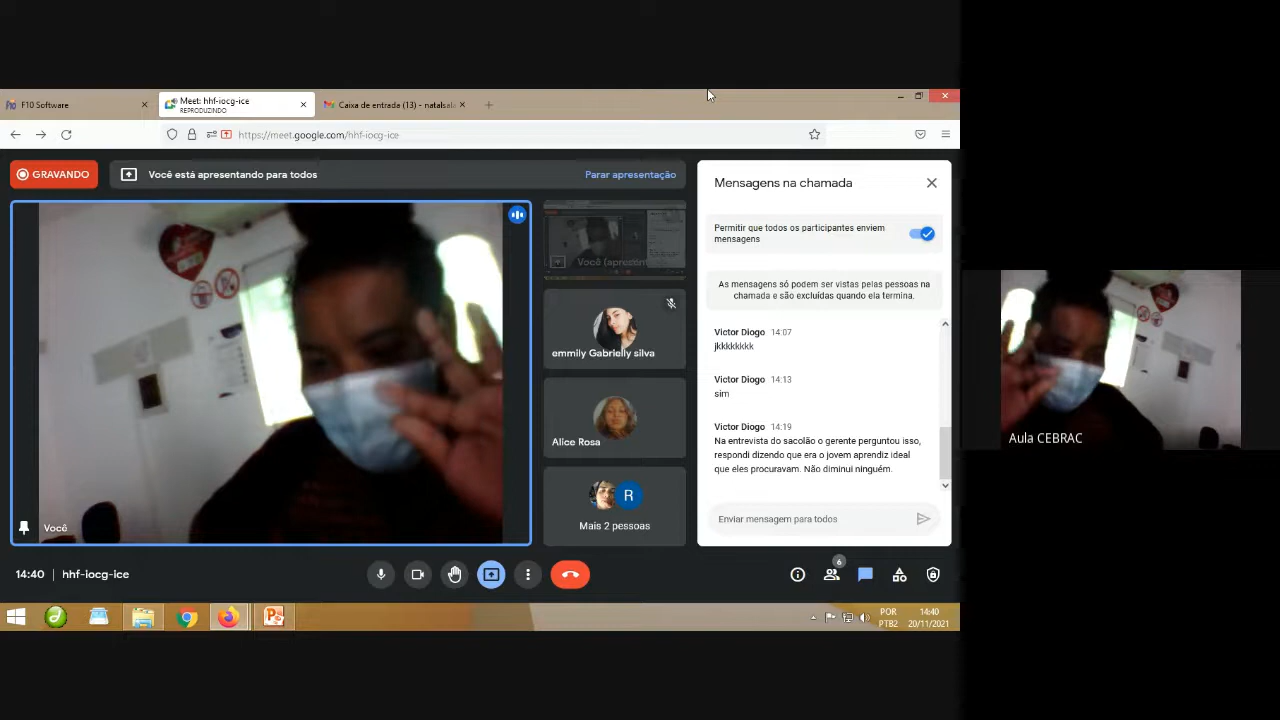 F10 Software
Meet: hhf-iocg-ice
REPRODUZINDO
Caixa de entrada (13) - natalsal
https://meet.google.com/hhf-iocg-ice
GRAVANDO
Você está apresentando para todos
Parar apresentação
Mensagens na chamada
Permitir que todos os participantes enviem
mensagens
As mensagens só podem ser vistas pelas pessoas na
chamada e são excluídas quando ela termina.
Victor Diogo 14:07
jkkkkkkkk
Victor Diogo 14:13
sim
Victor Diogo 14:19
Na entrevista do sacolão o gerente perguntou isso,
respondi dizendo que era o jovem aprendiz ideal
que eles procuravam. Não diminui ninguém.
Enviar mensagem para todos
Você (apresen
emmily Gabrielly silva
Alice Rosa
R
Mais 2 pessoas
Você
Aula CEBRAC
14:40 | hhf-iocg-ice
6
POR
PTB2
14:40
20/11/2021